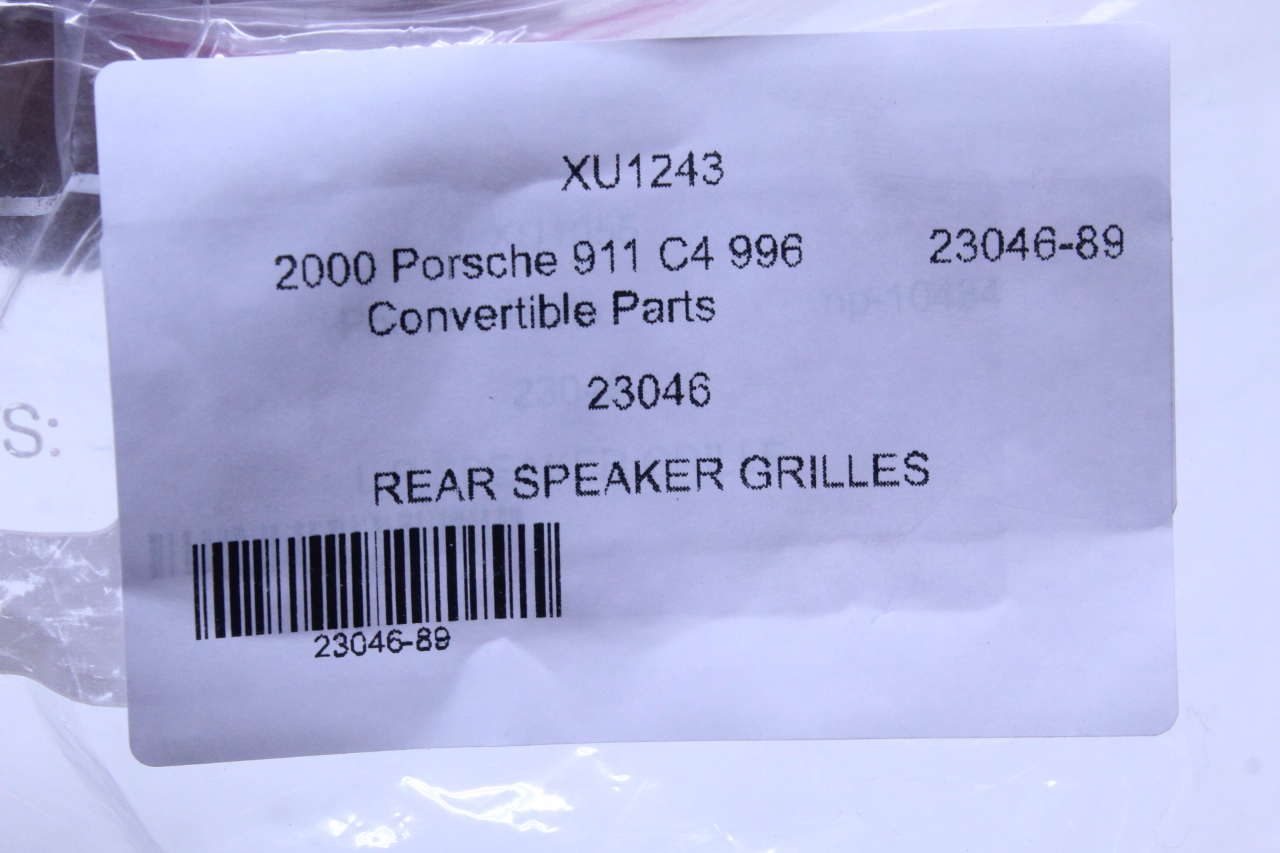 XU1243
2000 Porsche 911 C4 996 23046-89
Convertible Parts
23046
REAR SPEAKER GRILLES
23046-89
S: